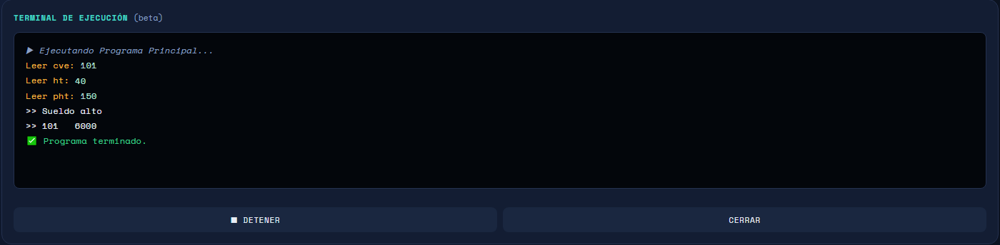 TERMINAL DE EJECUCIÓN (beta)
▶ Ejecutando Programa Principal...
Leer cve: 101
Leer ht: 40
Leer pht: 150
>> Sueldo alto
>> 101   6000
✅ Programa terminado.
■ DETENER
CERRAR